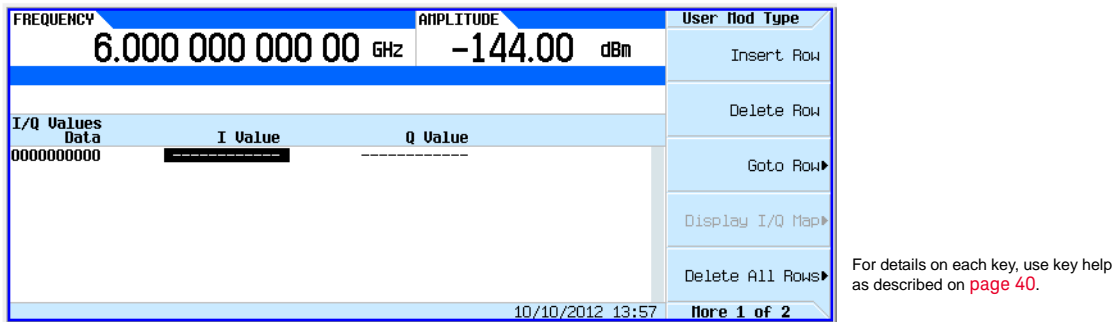 FREQUENCY
6.000 000 000 00 GHz
AMPLITUDE
-144.00 dBm
I/Q Values
Data I Value Q Value
0000000000 ------------ ------------
10/10/2012 13:57
User Mod Type
Insert Row
Delete Row
Goto Row
Display I/Q Map
Delete All Rows
More 1 of 2
For details on each key, use key help
as described on page 40.